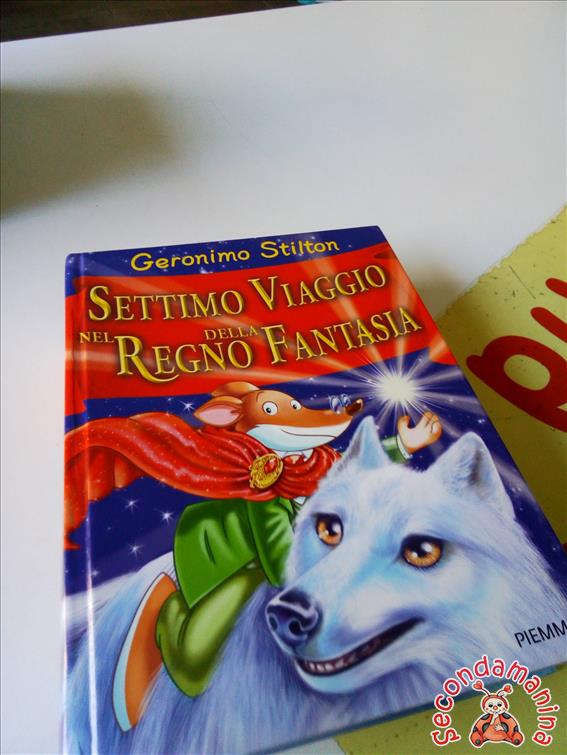 Geronimo Stilton
SETTIMO VIAGGIO
NEL REGNO DELLA FANTASIA
PIEMM
Secondamanina